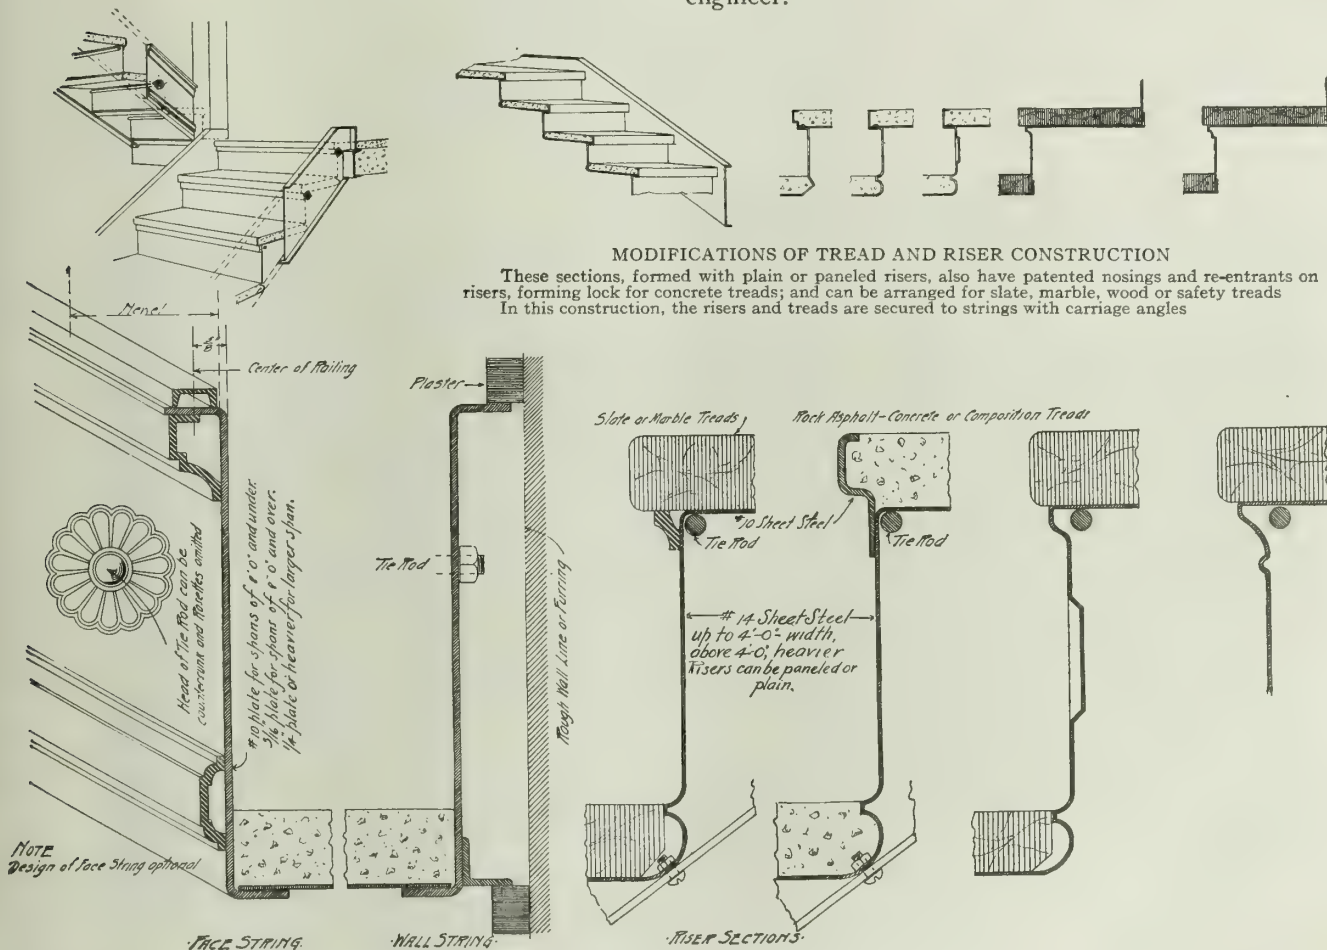 engineer.
MODIFICATIONS OF TREAD AND RISER CONSTRUCTION
These sections, formed with plain or paneled risers, also have patented nosings and re-entrants on
risers, forming lock for concrete treads; and can be arranged for slate, marble, wood or safety treads
In this construction, the risers and treads are secured to strings with carriage angles
Center of Railing
Plaster
Tie Rod
Rough Wall Line or Furring
Head of Tie Rod can be
countersunk and Rosettes omitted
#10 plate for spans of 8'0" and under.
3/16" plate for spans of 8'0" and over.
1/4" plate or heavier for larger span.
NOTE
Design of Face String optional
·FACE STRING·
·WALL STRING·
Slate or Marble Treads
Rock Asphalt-Concrete or Composition Treads
#10 Sheet Steel
Tie Rod
Tie Rod
#14 Sheet Steel
up to 4'-0" width,
above 4'-0", heavier
Risers can be paneled or
plain.
·RISER SECTIONS·